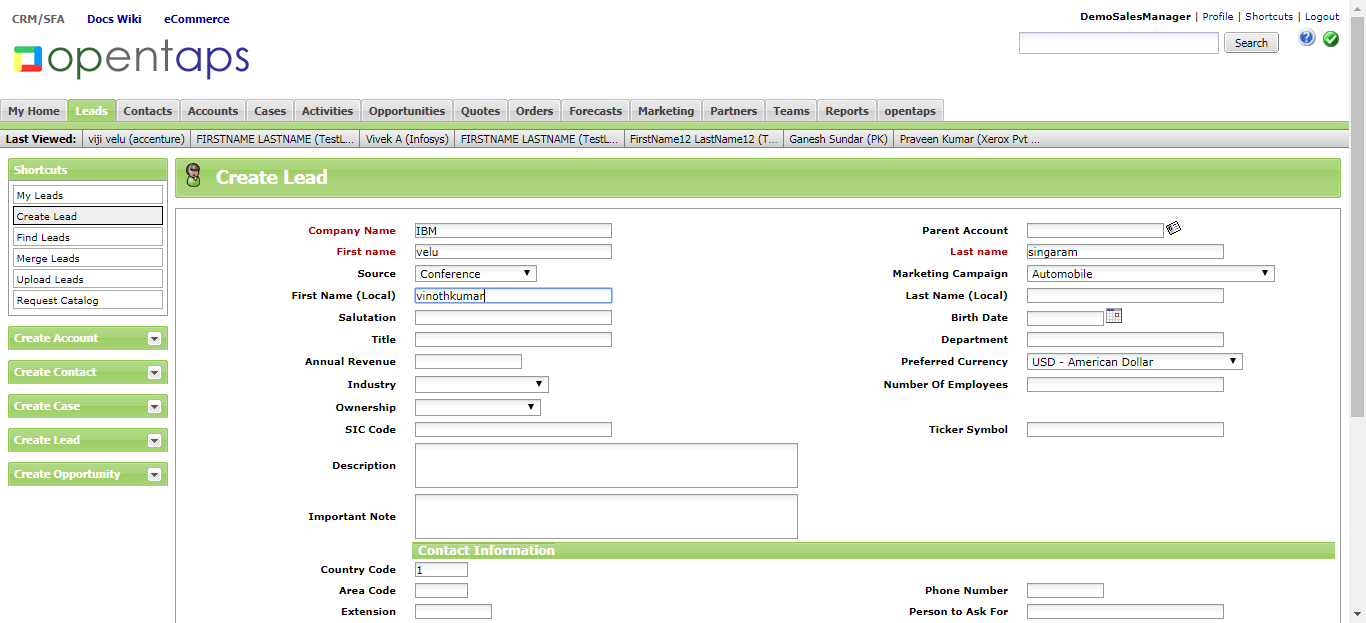 CRM/SFA Docs Wiki eCommerce
DemoSalesManager | Profile | Shortcuts | Logout
opentaps
Search
My Home Leads Contacts Accounts Cases Activities Opportunities Quotes Orders Forecasts Marketing Partners Teams Reports opentaps
Last Viewed: viji velu (accenture) FIRSTNAME LASTNAME (TestL... Vivek A (Infosys) FIRSTNAME LASTNAME (TestL... FirstName12 LastName12 (T... Ganesh Sundar (PK) Praveen Kumar (Xerox Pvt ...
Shortcuts
My Leads
Create Lead
Find Leads
Merge Leads
Upload Leads
Request Catalog
Create Account
Create Contact
Create Case
Create Lead
Create Opportunity
Create Lead
Company Name IBM Parent Account
First name velu Last name singaram
Source Conference Marketing Campaign Automobile
First Name (Local) vinothkumar Last Name (Local)
Salutation Birth Date
Title Department
Annual Revenue Preferred Currency USD - American Dollar
Industry Number Of Employees
Ownership
SIC Code Ticker Symbol
Description
Important Note
Contact Information
Country Code 1
Area Code Phone Number
Extension Person to Ask For